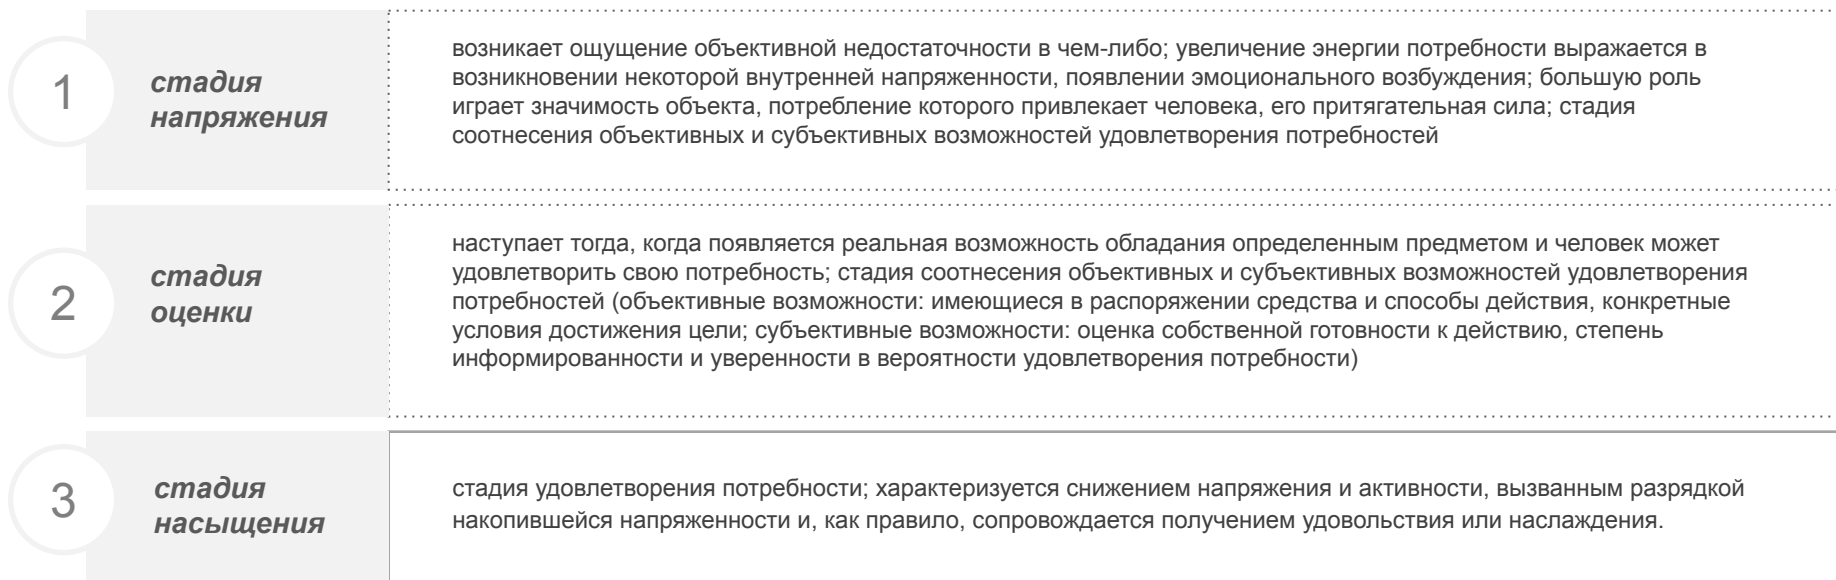 1
стадия
напряжения
возникает ощущение объективной недостаточности в чем-либо; увеличение энергии потребности выражается в
возникновении некоторой внутренней напряженности, появлении эмоционального возбуждения; большую роль
играет значимость объекта, потребление которого привлекает человека, его притягательная сила; стадия
соотнесения объективных и субъективных возможностей удовлетворения потребностей
2
стадия
оценки
наступает тогда, когда появляется реальная возможность обладания определенным предметом и человек может
удовлетворить свою потребность; стадия соотнесения объективных и субъективных возможностей удовлетворения
потребностей (объективные возможности: имеющиеся в распоряжении средства и способы действия, конкретные
условия достижения цели; субъективные возможности: оценка собственной готовности к действию, степень
информированности и уверенности в вероятности удовлетворения потребности)
3
стадия
насыщения
стадия удовлетворения потребности; характеризуется снижением напряжения и активности, вызванным разрядкой
накопившейся напряженности и, как правило, сопровождается получением удовольствия или наслаждения.